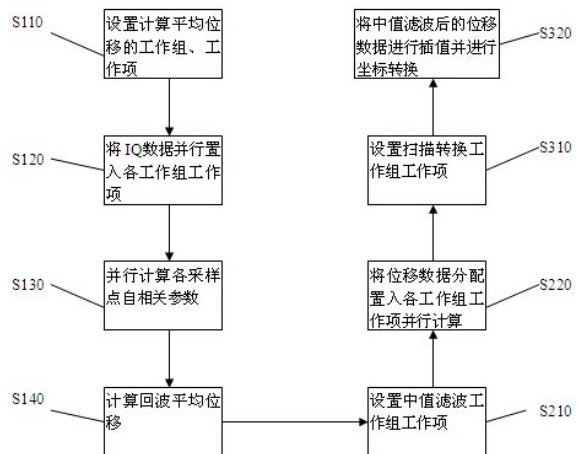 S110
设置计算平均位
移的工作组、工
作项
S120
将IQ数据并行置
入各工作组工作
项
S130
并行计算各采样
点自相关参数
S140
计算回波平均位
移
设置中值滤波工
作组工作项
S210
将位移数据分配
置入各工作组工
作项并行计算
S220
设置扫描转换工
作组工作项
S310
将中值滤波后的位移
数据进行插值并进行
坐标转换
S320